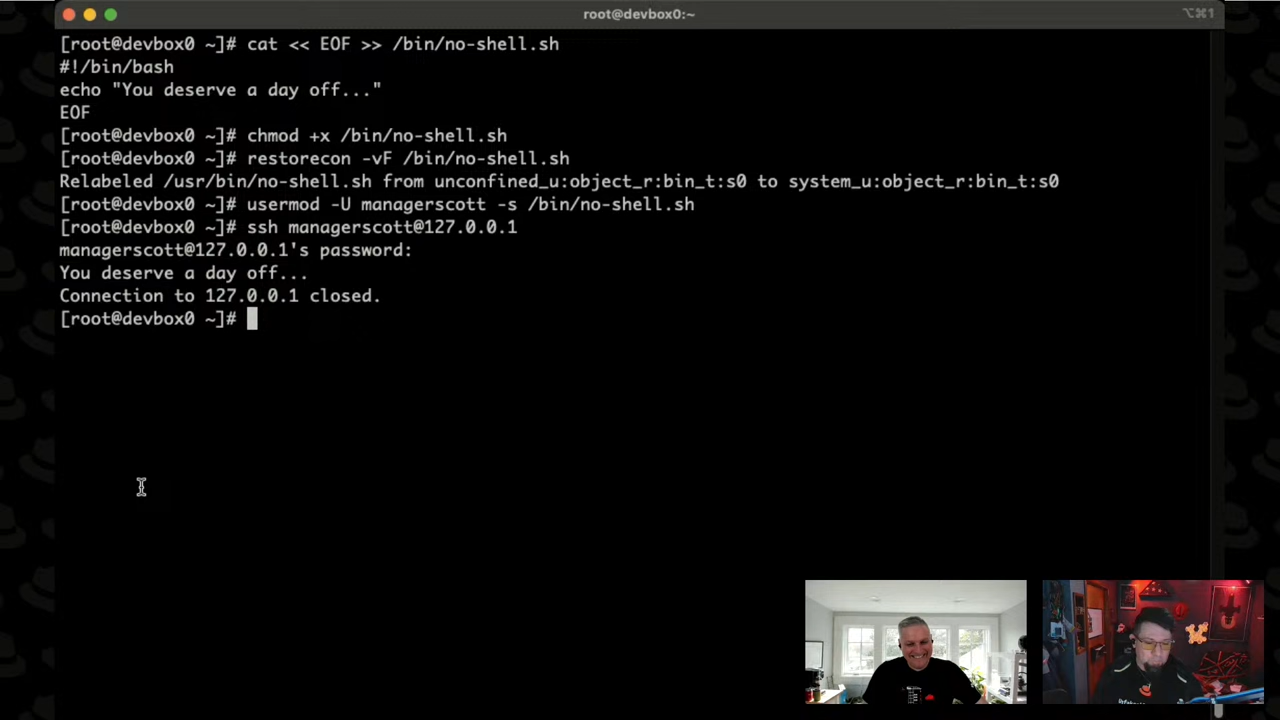 root@devbox0:~
⌥⌘1
[root@devbox0 ~]# cat << EOF >> /bin/no-shell.sh
#!/bin/bash
echo "You deserve a day off..."
EOF
[root@devbox0 ~]# chmod +x /bin/no-shell.sh
[root@devbox0 ~]# restorecon -vF /bin/no-shell.sh
Relabeled /usr/bin/no-shell.sh from unconfined_u:object_r:bin_t:s0 to system_u:object_r:bin_t:s0
[root@devbox0 ~]# usermod -U managerscott -s /bin/no-shell.sh
[root@devbox0 ~]# ssh managerscott@127.0.0.1
managerscott@127.0.0.1's password:
You deserve a day off...
Connection to 127.0.0.1 closed.
[root@devbox0 ~]#